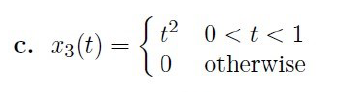 c. x₃(t) = { t² 0 < t < 1
0 otherwise